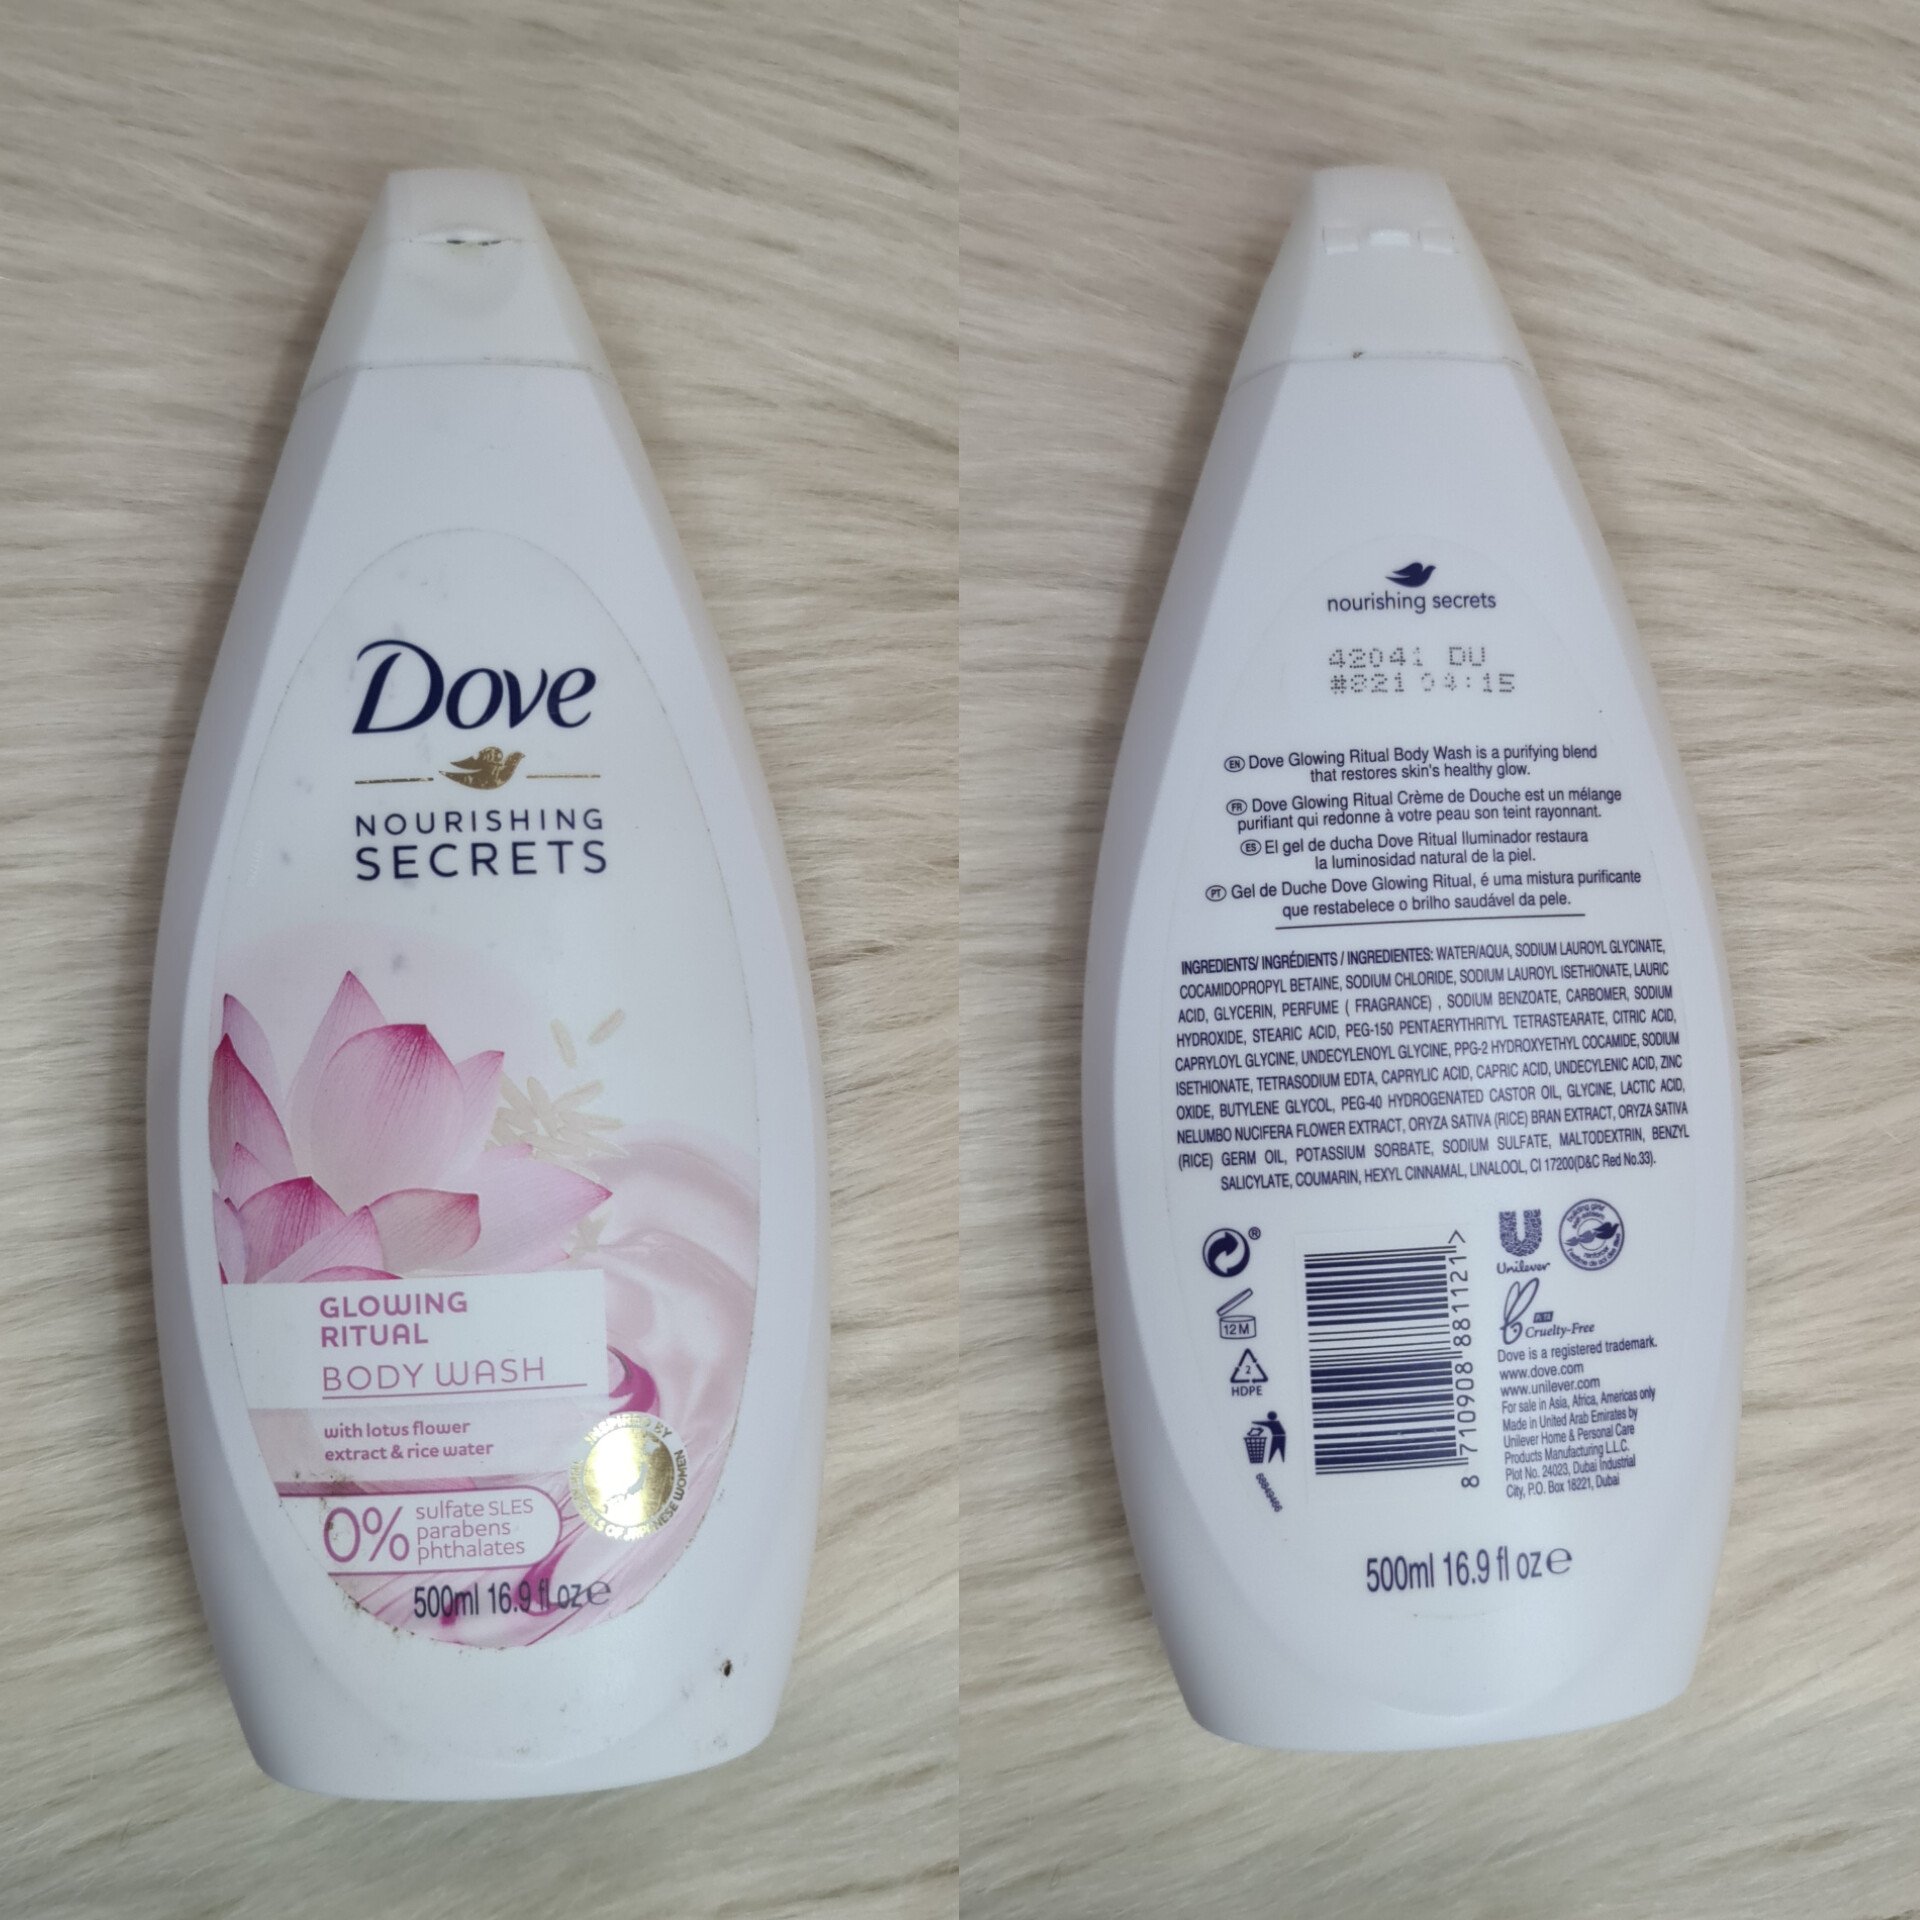 Dove
NOURISHING
SECRETS
GLOWING
RITUAL
BODY WASH
with lotus flower
extract & rice water
INSPIRED BY
OF JAPANESE WOMEN
0%
sulfate SLES
parabens
phthalates
500ml 16.9 fl oz e
nourishing secrets
42041 DU
#821 04:15
EN Dove Glowing Ritual Body Wash is a purifying blend
that restores skin's healthy glow.
FR Dove Glowing Ritual Crème de Douche est un mélange
purifiant qui redonne à votre peau son teint rayonnant.
ES El gel de ducha Dove Ritual Iluminador restaura
la luminosidad natural de la piel.
PT Gel de Duche Dove Glowing Ritual, é uma mistura purificante
que restabelece o brilho saudável da pele.
INGREDIENTS/ INGRÉDIENTS / INGREDIENTES: WATER/AQUA, SODIUM LAUROYL GLYCINATE,
COCAMIDOPROPYL BETAINE, SODIUM CHLORIDE, SODIUM LAUROYL ISETHIONATE, LAURIC
ACID, GLYCERIN, PERFUME ( FRAGRANCE) , SODIUM BENZOATE, CARBOMER, SODIUM
HYDROXIDE, STEARIC ACID, PEG-150 PENTAERYTHRITYL TETRASTEARATE, CITRIC ACID,
CAPRYLOYL GLYCINE, UNDECYLENOYL GLYCINE, PPG-2 HYDROXYETHYL COCAMIDE, SODIUM
ISETHIONATE, TETRASODIUM EDTA, CAPRYLIC ACID, CAPRIC ACID, UNDECYLENIC ACID, ZINC
OXIDE, BUTYLENE GLYCOL, PEG-40 HYDROGENATED CASTOR OIL, GLYCINE, LACTIC ACID,
NELUMBO NUCIFERA FLOWER EXTRACT, ORYZA SATIVA (RICE) BRAN EXTRACT, ORYZA SATIVA
(RICE) GERM OIL, POTASSIUM SORBATE, SODIUM SULFATE, MALTODEXTRIN, BENZYL
SALICYLATE, COUMARIN, HEXYL CINNAMAL, LINALOOL, CI 17200(D&C Red No.33).
®
12 M
2
HDPE
8 710908 881121 >
Unilever
Cruelty-Free
Dove is a registered trademark.
www.dove.com
www.unilever.com
For sale in Asia, Africa, Americas only
Made in United Arab Emirates by
Unilever Home & Personal Care
Products Manufacturing L.L.C.
Plot No. 24023, Dubai Industrial
City, P.O. Box 18221, Dubai
500ml 16.9 fl oz e